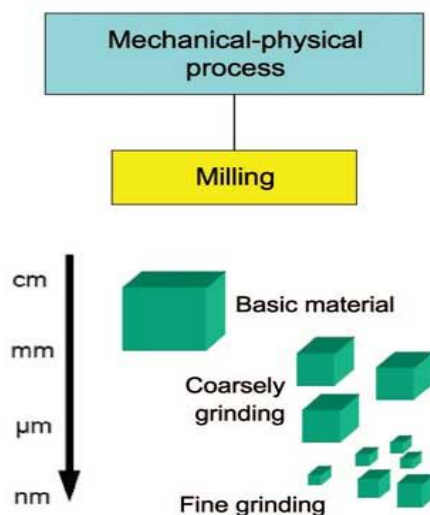 Mechanical-physical
process
Milling
cm
Basic material
mm
Coarsely
grinding
µm
nm
Fine grinding